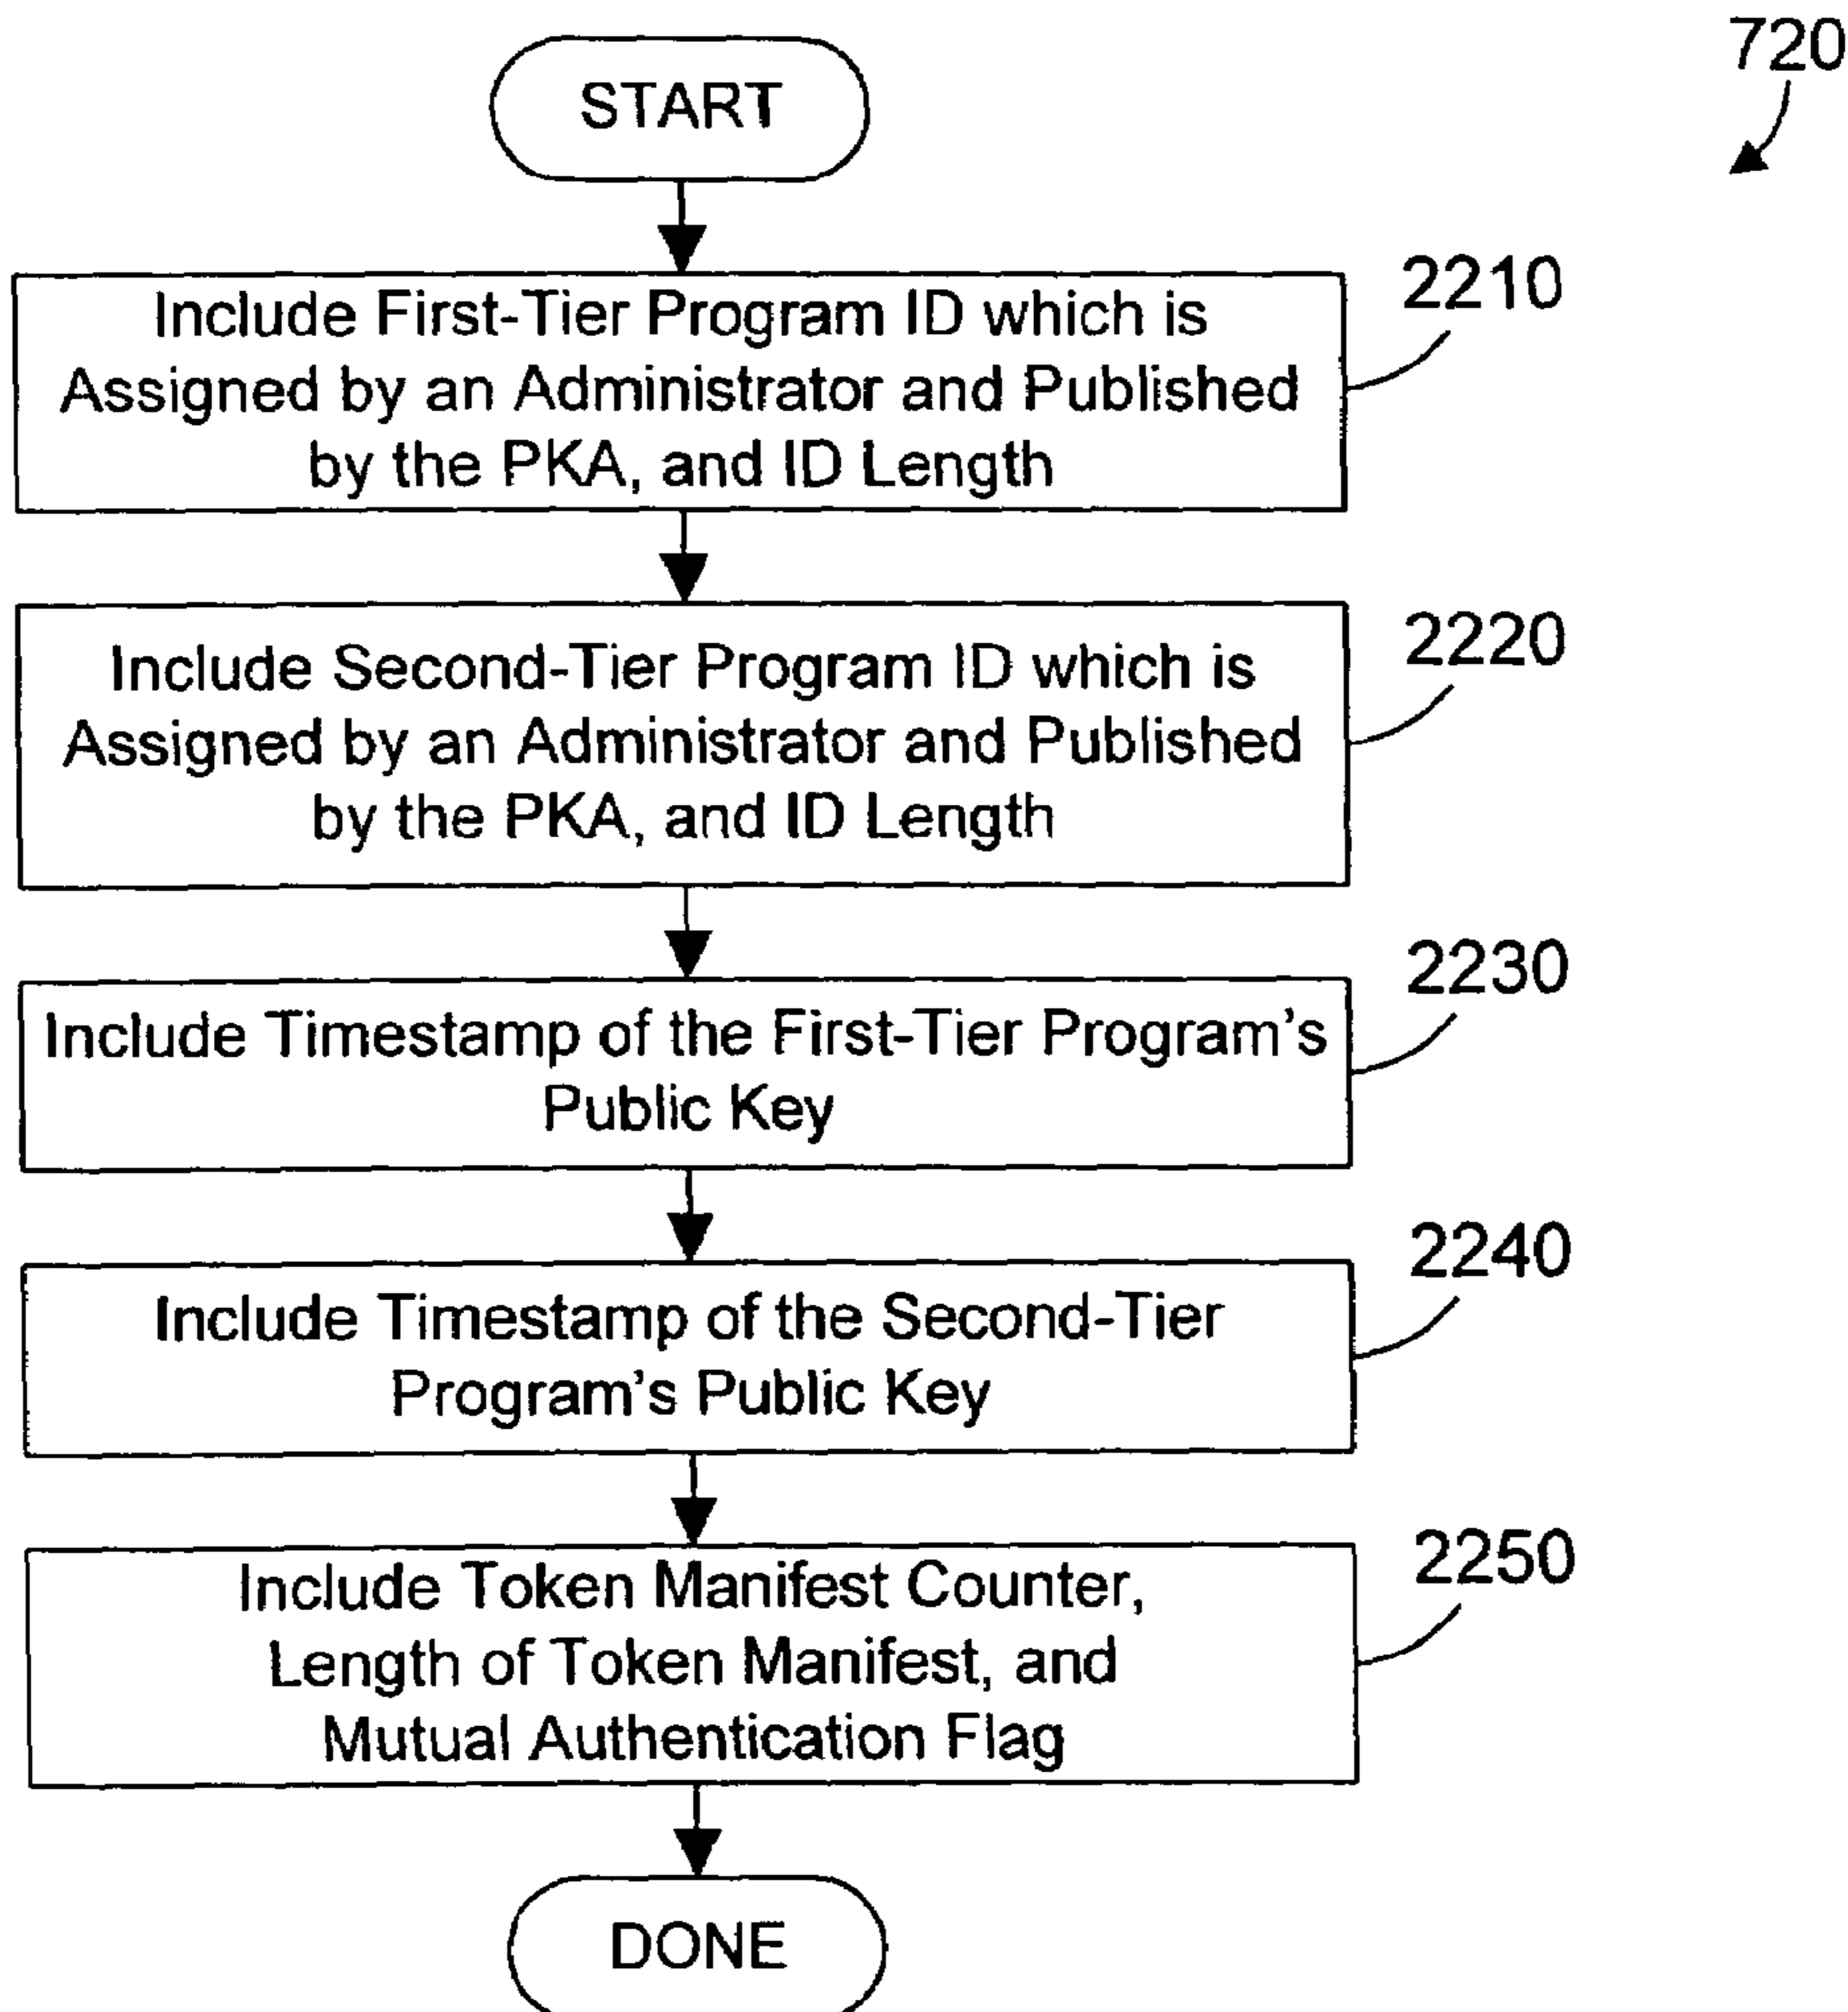 720
START
2210
Include First-Tier Program ID which is
Assigned by an Administrator and Published
by the PKA, and ID Length
2220
Include Second-Tier Program ID which is
Assigned by an Administrator and Published
by the PKA, and ID Length
2230
Include Timestamp of the First-Tier Program's
Public Key
2240
Include Timestamp of the Second-Tier
Program's Public Key
2250
Include Token Manifest Counter,
Length of Token Manifest, and
Mutual Authentication Flag
DONE